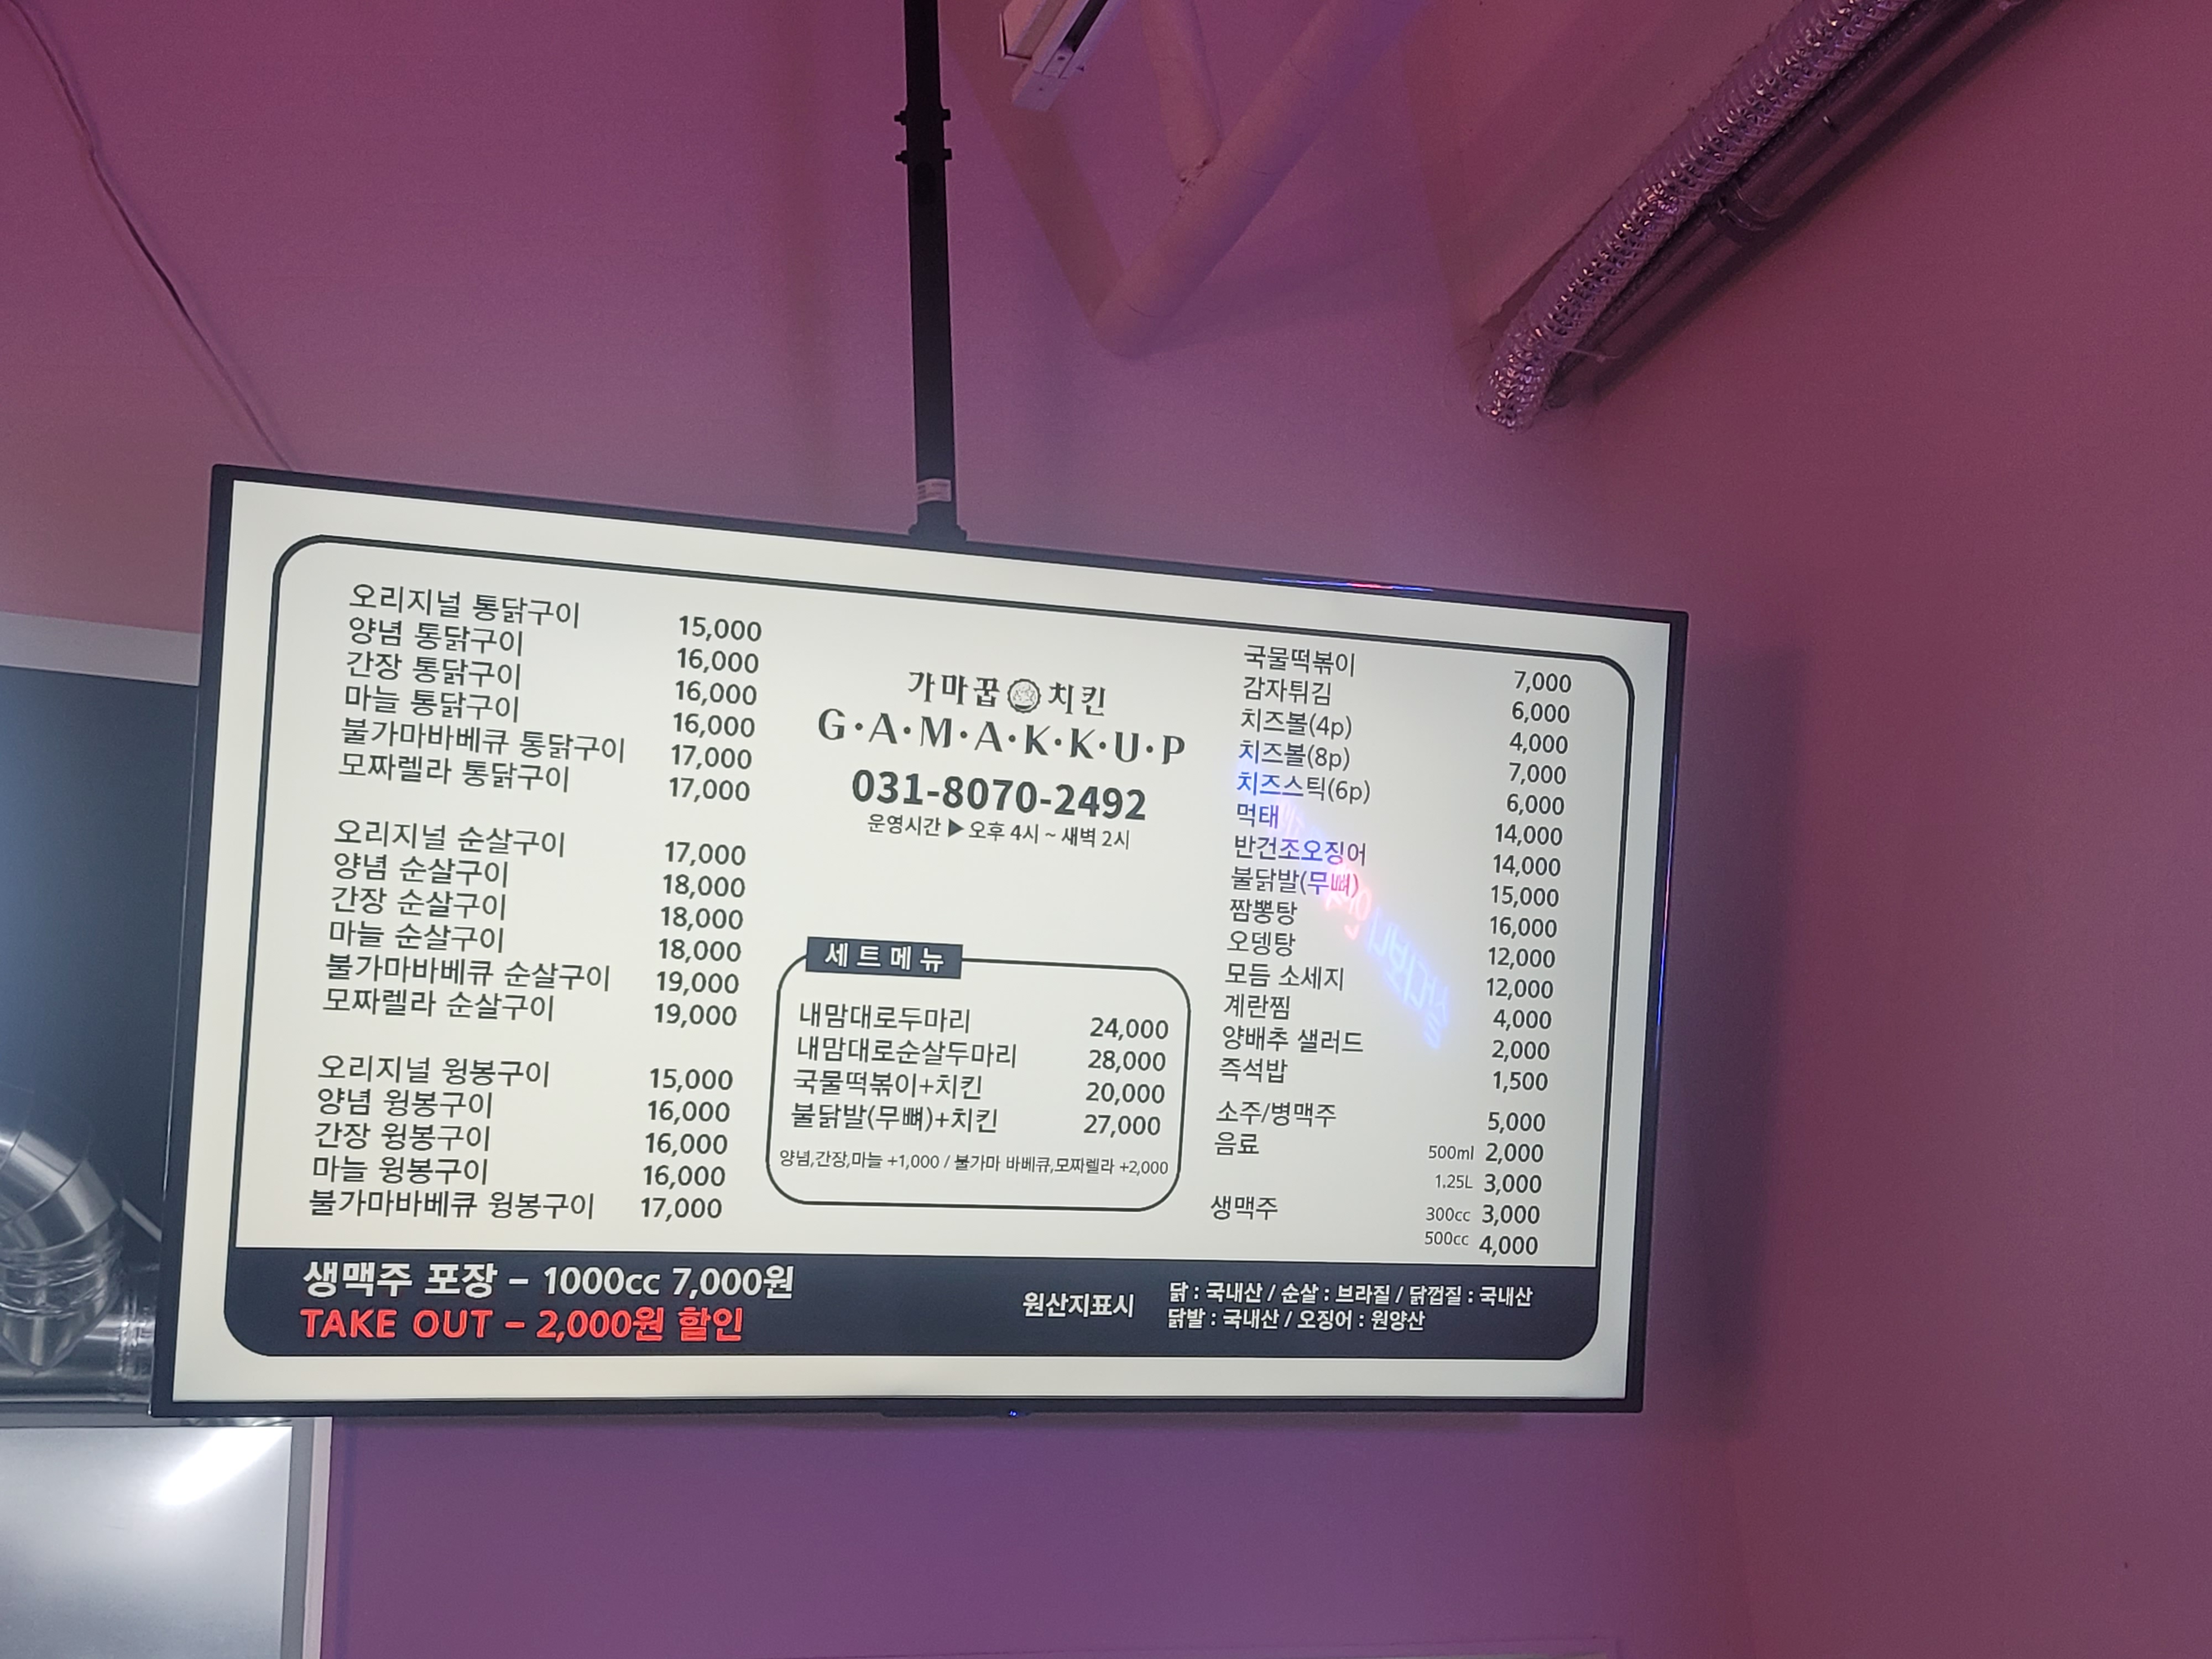 오리지널 통닭구이 15,000
양념 통닭구이 16,000
간장 통닭구이 16,000
마늘 통닭구이 16,000
불가마바베큐 통닭구이 17,000
모짜렐라 통닭구이 17,000
오리지널 순살구이 17,000
양념 순살구이 18,000
간장 순살구이 18,000
마늘 순살구이 18,000
불가마바베큐 순살구이 19,000
모짜렐라 순살구이 19,000
오리지널 윙봉구이 15,000
양념 윙봉구이 16,000
간장 윙봉구이 16,000
마늘 윙봉구이 16,000
불가마바베큐 윙봉구이 17,000
가마꿉 치킨
G·A·M·A·K·K·U·P
031-8070-2492
운영시간 ▶ 오후 4시 ~ 새벽 2시
세트메뉴
내맘대로두마리 24,000
내맘대로순살두마리 28,000
국물떡볶이+치킨 20,000
불닭발(무뼈)+치킨 27,000
양념,간장,마늘 +1,000 / 불가마 바베큐,모짜렐라 +2,000
국물떡볶이 7,000
감자튀김 6,000
치즈볼(4p) 4,000
치즈볼(8p) 7,000
치즈스틱(6p) 6,000
먹태 14,000
반건조오징어 14,000
불닭발(무뼈) 15,000
짬뽕탕 16,000
오뎅탕 12,000
모듬 소세지 12,000
계란찜 4,000
양배추 샐러드 2,000
즉석밥 1,500
소주/병맥주 5,000
음료 500ml 2,000
1.25L 3,000
생맥주 300cc 3,000
500cc 4,000
생맥주 포장 – 1000cc 7,000원
TAKE OUT – 2,000원 할인
원산지표시
닭 : 국내산 / 순살 : 브라질 / 닭껍질 : 국내산
닭발 : 국내산 / 오징어 : 원양산